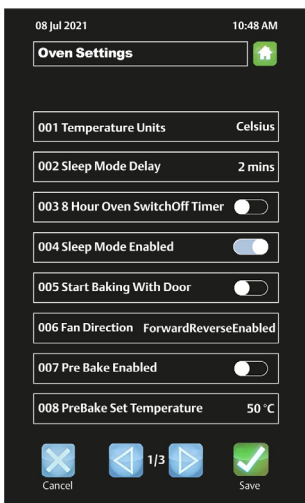 08 Jul 2021 10:48 AM
Oven Settings
001 Temperature Units Celsius
002 Sleep Mode Delay 2 mins
003 8 Hour Oven SwitchOff Timer
004 Sleep Mode Enabled
005 Start Baking With Door
006 Fan Direction ForwardReverseEnabled
007 Pre Bake Enabled
008 PreBake Set Temperature 50 °C
1/3
Cancel Save